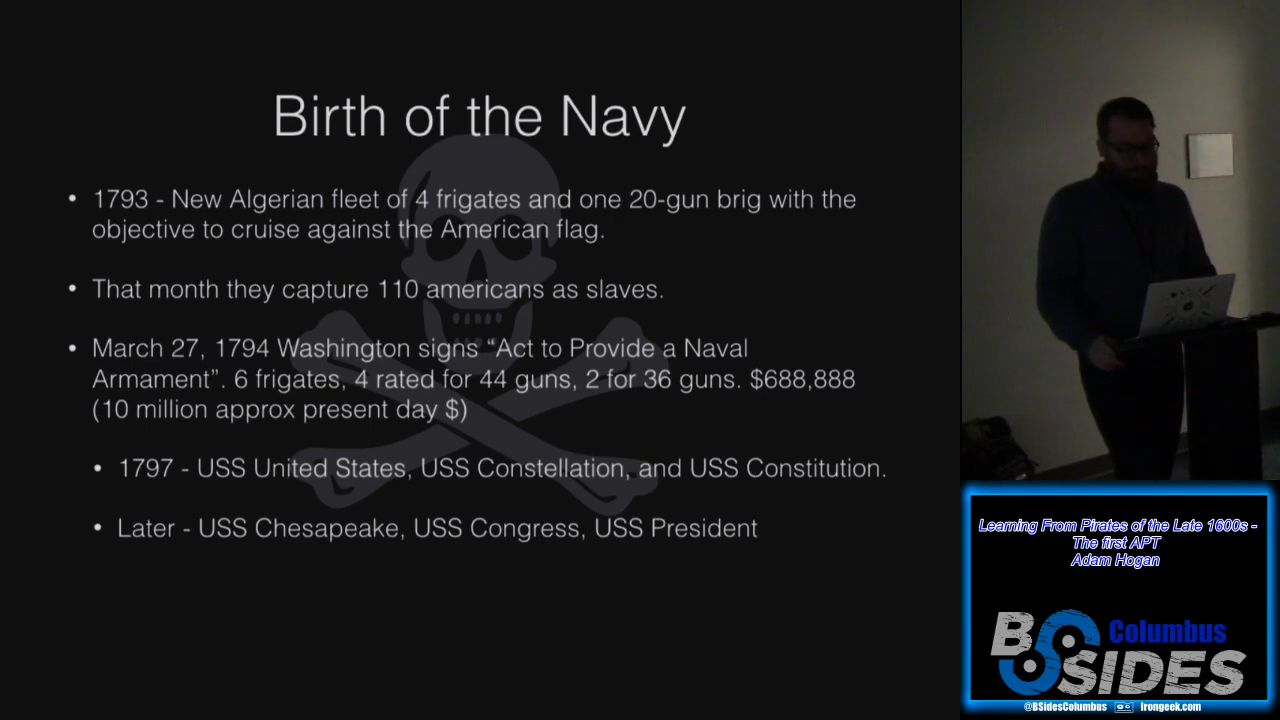 Birth of the Navy
• 1793 - New Algerian fleet of 4 frigates and one 20-gun brig with the
objective to cruise against the American flag.
• That month they capture 110 americans as slaves.
• March 27, 1794 Washington signs “Act to Provide a Naval
Armament”. 6 frigates, 4 rated for 44 guns, 2 for 36 guns. $688,888
(10 million approx present day $)
• 1797 - USS United States, USS Constellation, and USS Constitution.
• Later - USS Chesapeake, USS Congress, USS President
Learning From Pirates of the Late 1600s -
The first APT
Adam Hogan
BSIDES
Columbus
@BSidesColumbus Irongeek.com